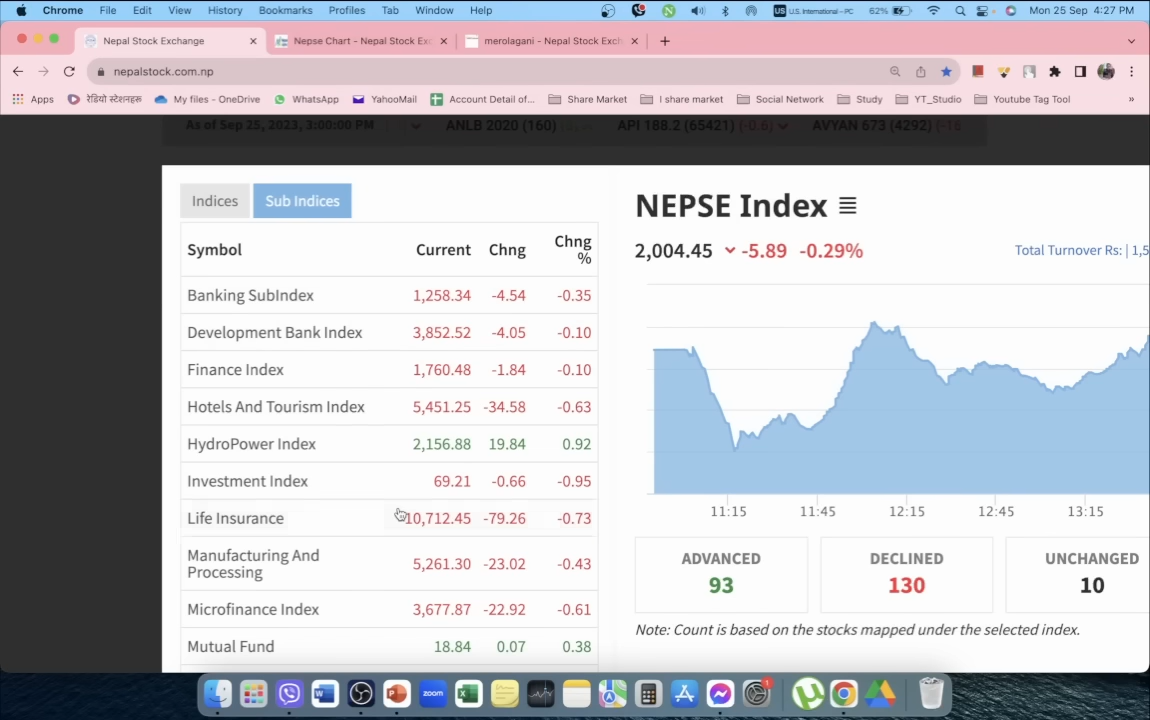 Chrome File Edit View History Bookmarks Profiles Tab Window Help US U.S. International - PC 62% Mon 25 Sep 4:27 PM
Nepal Stock Exchange Nepse Chart - Nepal Stock Exc merolagani - Nepal Stock Exch
nepalstock.com.np
Apps रेडियो स्टेशनहरू My files - OneDrive WhatsApp YahooMail Account Detail of... Share Market I share market Social Network Study YT_Studio Youtube Tag Tool »
As of Sep 25, 2023, 3:00:00 PM ANLB 2020 (160) API 188.2 (65421) (-0.6) AVYAN 673 (4292) (-18
Indices Sub Indices
NEPSE Index
2,004.45 -5.89 -0.29% Total Turnover Rs: | 1,5
Symbol Current Chng Chng %
Banking SubIndex 1,258.34 -4.54 -0.35
Development Bank Index 3,852.52 -4.05 -0.10
Finance Index 1,760.48 -1.84 -0.10
Hotels And Tourism Index 5,451.25 -34.58 -0.63
HydroPower Index 2,156.88 19.84 0.92
Investment Index 69.21 -0.66 -0.95
Life Insurance 10,712.45 -79.26 -0.73
Manufacturing And
Processing 5,261.30 -23.02 -0.43
Microfinance Index 3,677.87 -22.92 -0.61
Mutual Fund 18.84 0.07 0.38
11:15 11:45 12:15 12:45 13:15
ADVANCED DECLINED UNCHANGED
93 130 10
Note: Count is based on the stocks mapped under the selected index.
zoom
1